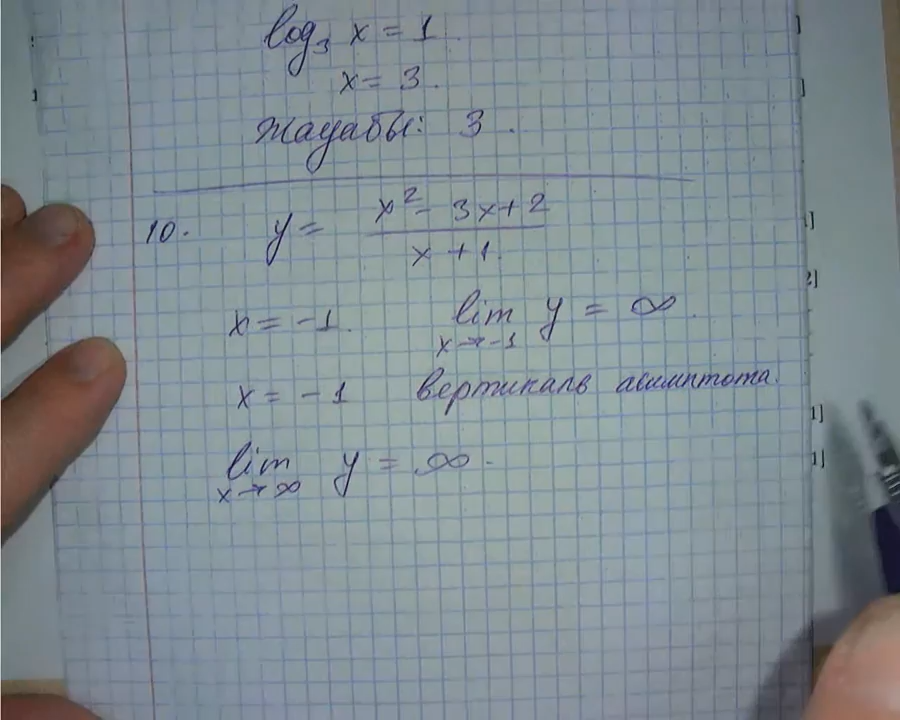 log₃ x = 1.
x = 3.
Жауабы: 3.
10. y = (x² - 3x + 2)/(x + 1).
x = -1. lim x→-1 y = ∞.
x = -1 вертикаль асимптота.
lim x→∞ y = ∞.